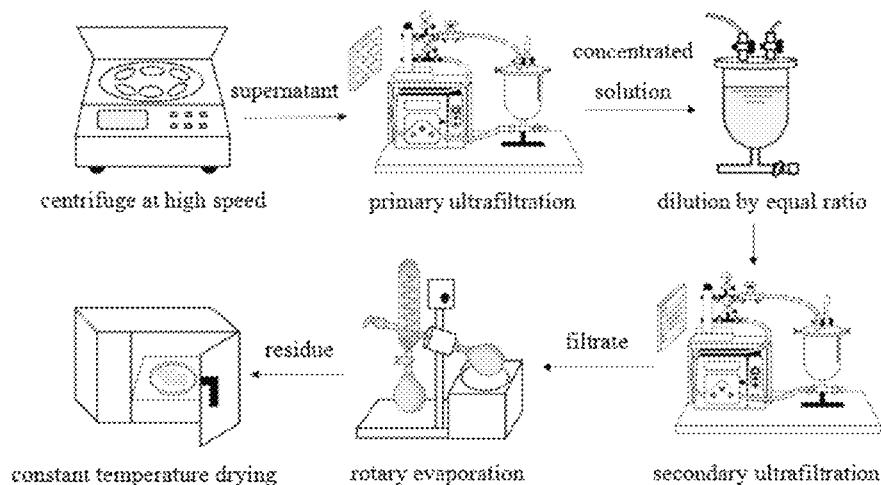 supernatant
concentrated
solution
centrifuge at high speed
primary ultrafiltration
dilution by equal ratio
residue
filtrate
constant temperature drying
rotary evaporation
secondary ultrafiltration